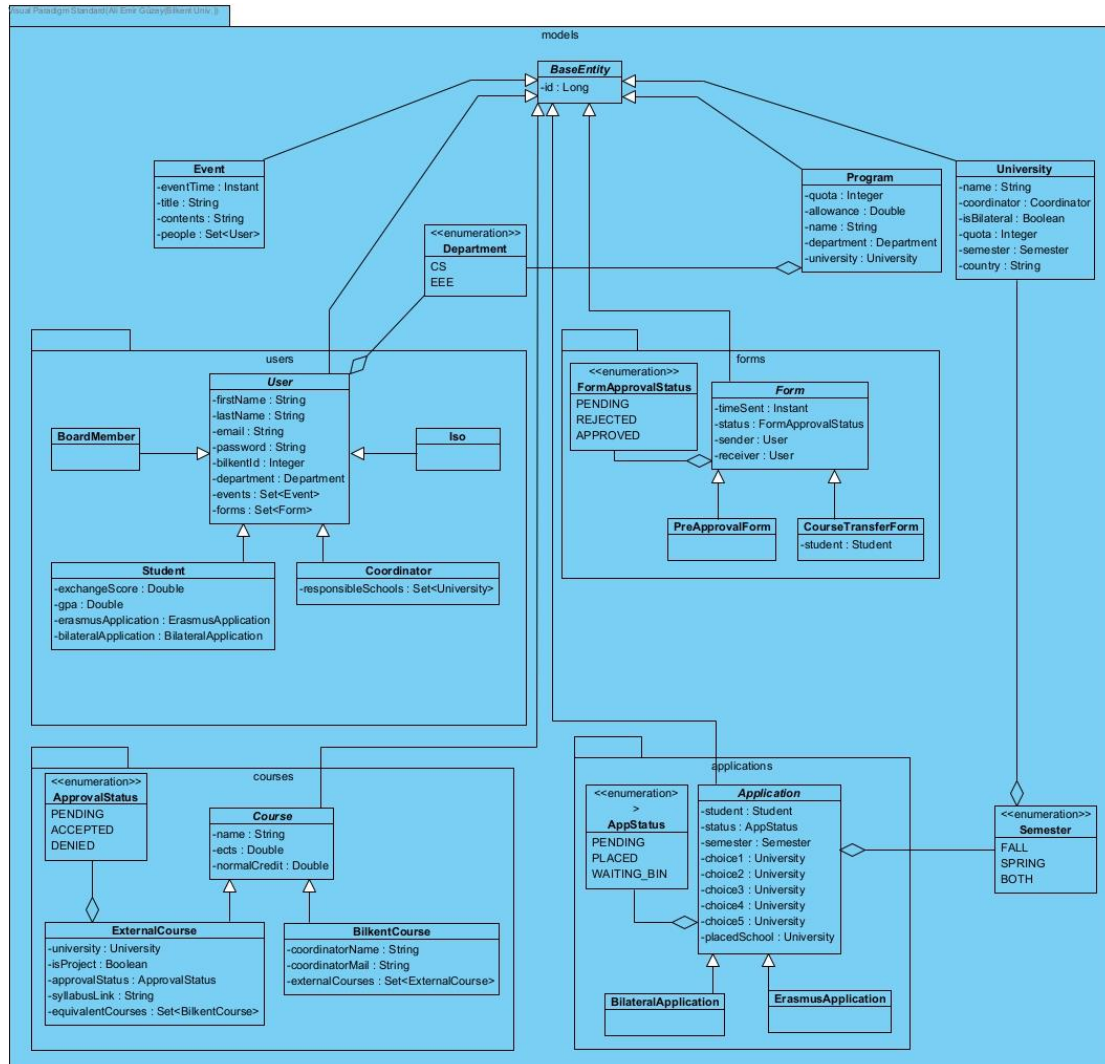 Visual Paradigm Standard(Ali Emir Güzey(Bilkent Univ.))
models
BaseEntity
-id : Long
Event
-eventTime : Instant
-title : String
-contents : String
-people : Set<User>
<<enumeration>>
Department
CS
EEE
Program
-quota : Integer
-allowance : Double
-name : String
-department : Department
-university : University
University
-name : String
-coordinator : Coordinator
-isBilateral : Boolean
-quota : Integer
-semester : Semester
-country : String
users
User
-firstName : String
-lastName : String
-email : String
-password : String
-bilkentId : Integer
-department : Department
-events : Set<Event>
-forms : Set<Form>
BoardMember
Iso
Student
-exchangeScore : Double
-gpa : Double
-erasmusApplication : ErasmusApplication
-bilateralApplication : BilateralApplication
Coordinator
-responsibleSchools : Set<University>
forms
<<enumeration>>
FormApprovalStatus
PENDING
REJECTED
APPROVED
Form
-timeSent : Instant
-status : FormApprovalStatus
-sender : User
-receiver : User
PreApprovalForm
CourseTransferForm
-student : Student
courses
<<enumeration>>
ApprovalStatus
PENDING
ACCEPTED
DENIED
Course
-name : String
-ects : Double
-normalCredit : Double
ExternalCourse
-university : University
-isProject : Boolean
-approvalStatus : ApprovalStatus
-syllabusLink : String
-equivalentCourses : Set<BilkentCourse>
BilkentCourse
-coordinatorName : String
-coordinatorMail : String
-externalCourses : Set<ExternalCourse>
applications
<<enumeration>
>
AppStatus
PENDING
PLACED
WAITING_BIN
Application
-student : Student
-status : AppStatus
-semester : Semester
-choice1 : University
-choice2 : University
-choice3 : University
-choice4 : University
-choice5 : University
-placedSchool : University
BilateralApplication
ErasmusApplication
<<enumeration>>
Semester
FALL
SPRING
BOTH